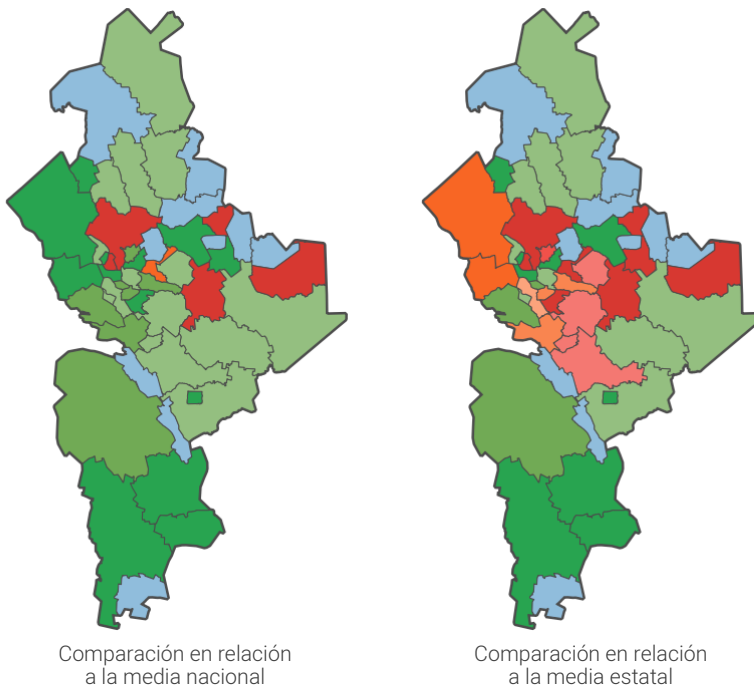 Comparación en relación
a la media nacional
Comparación en relación
a la media estatal